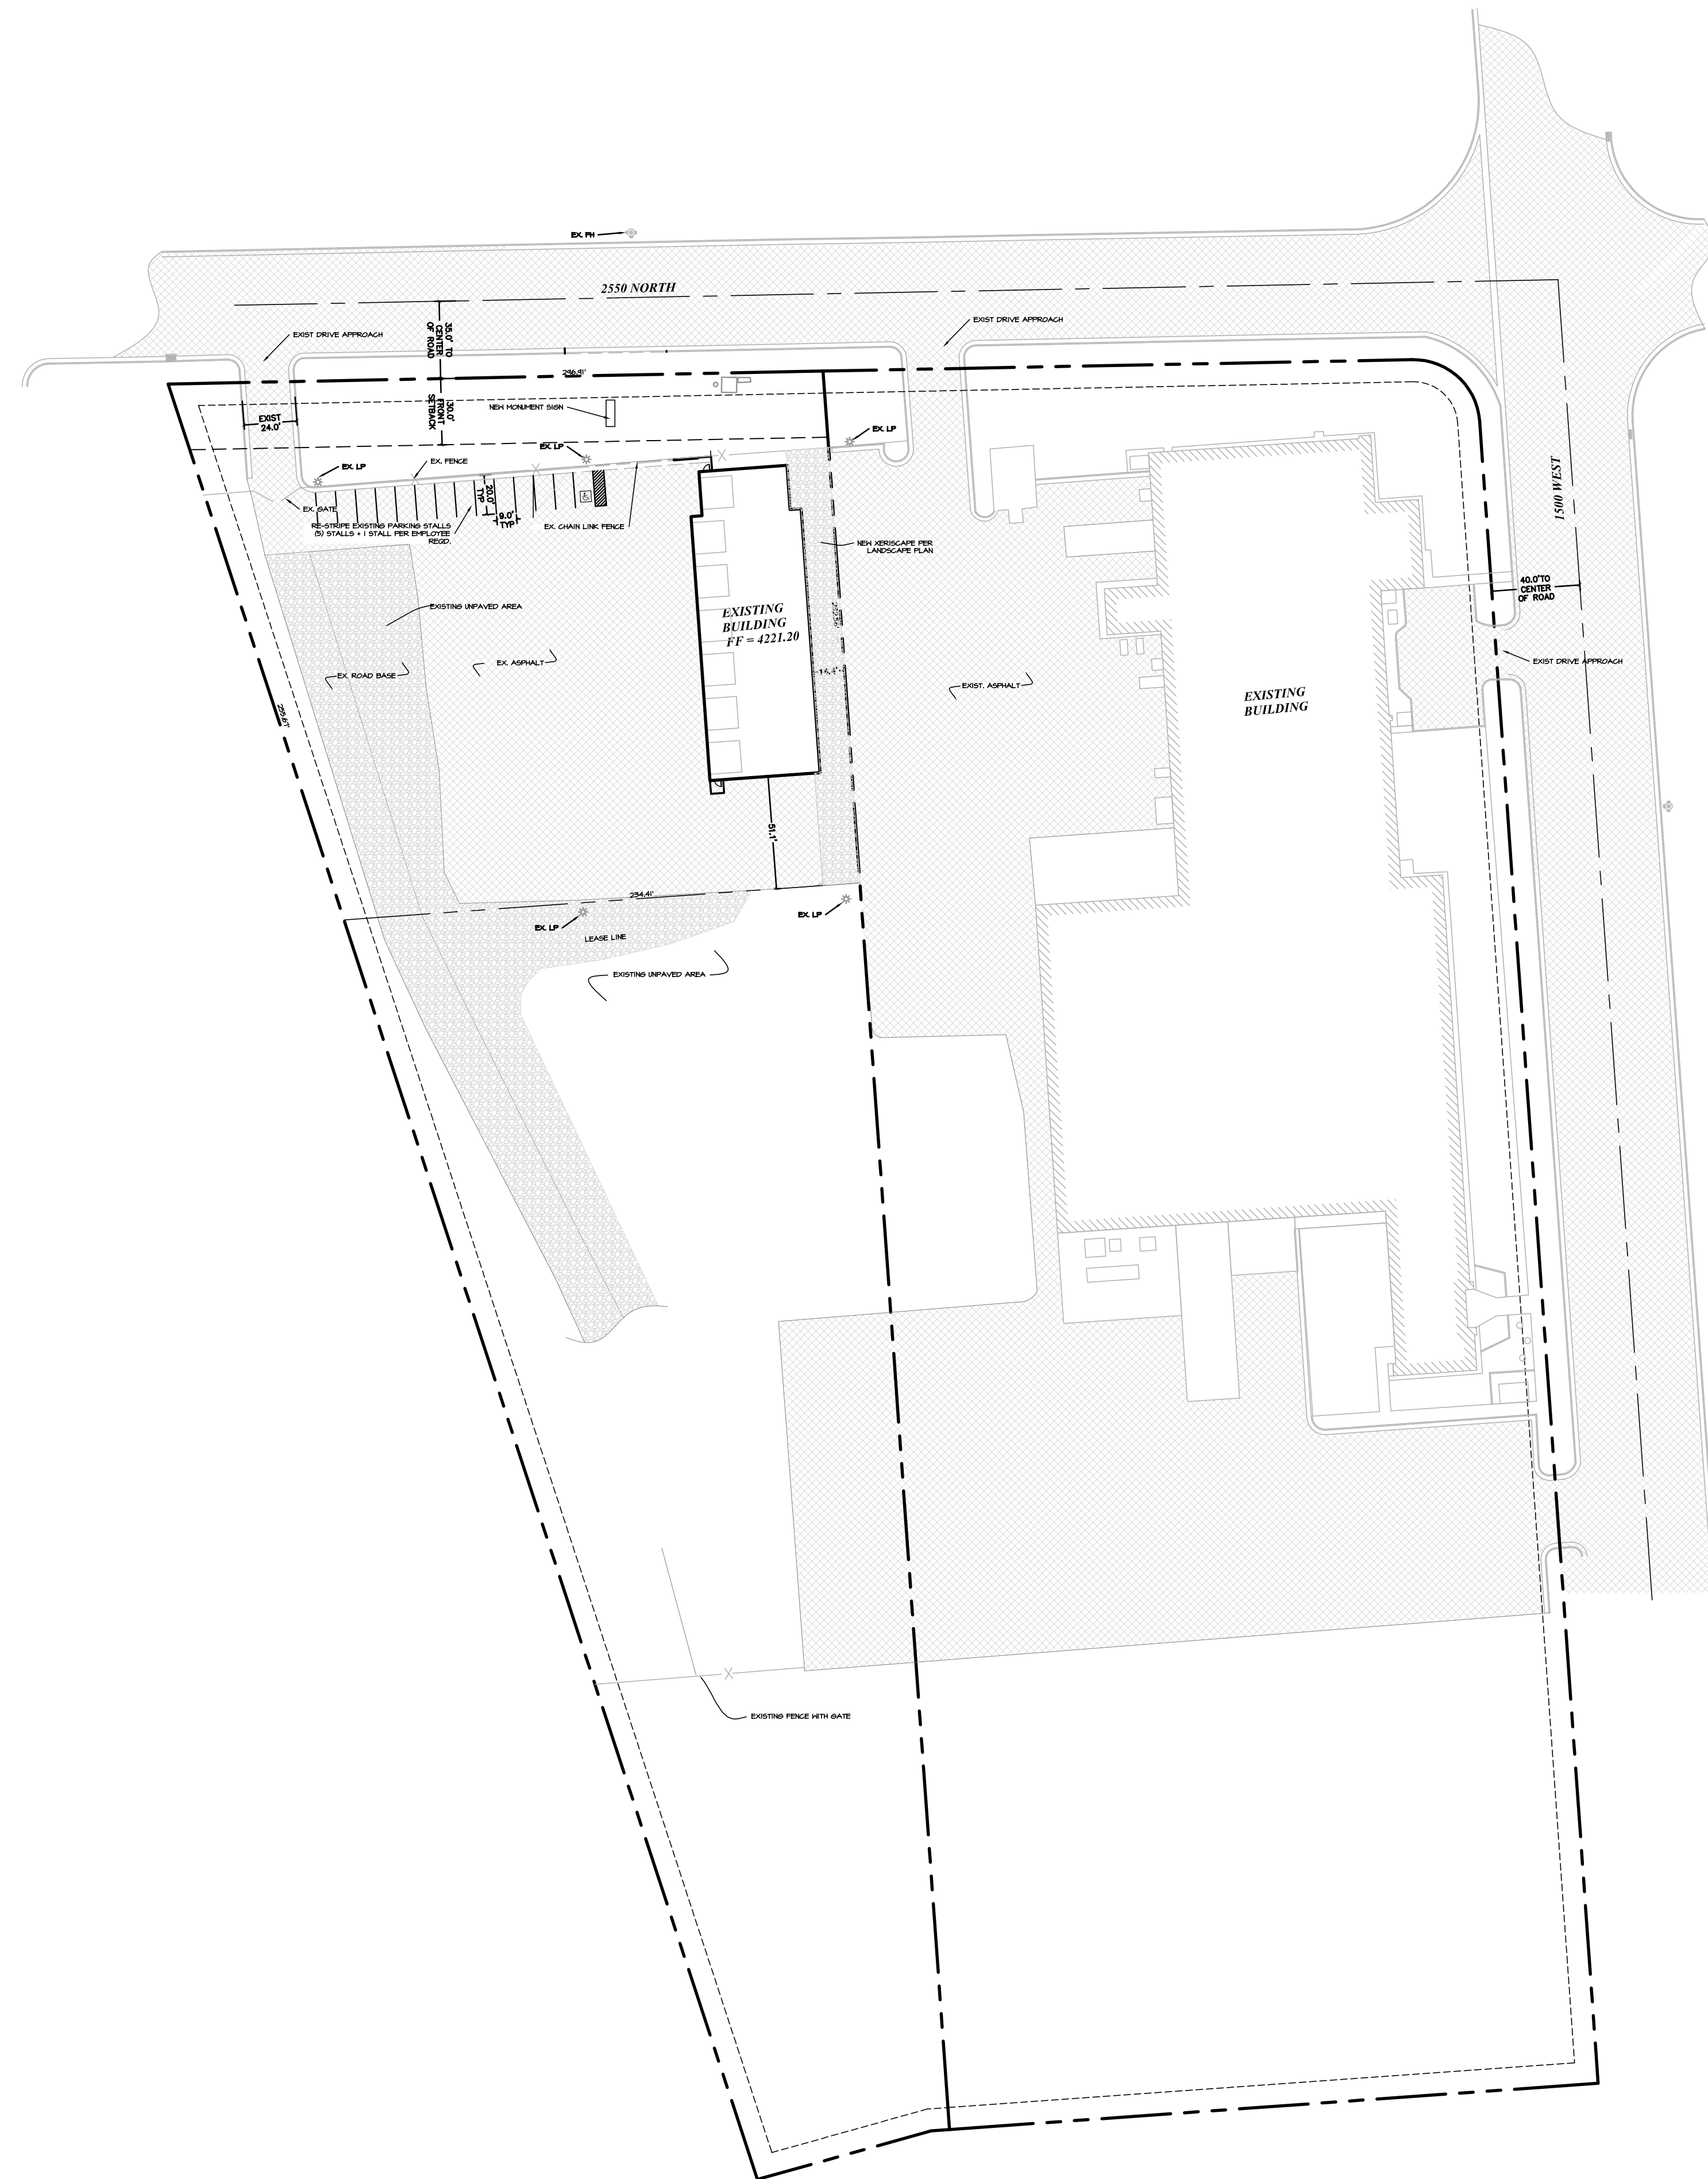 EX. FH
2550 NORTH
EXIST DRIVE APPROACH
EXIST DRIVE APPROACH
35.0' TO
CENTER
OF ROAD
296.91'
30.0'
FRONT
SETBACK
NEW MONUMENT SIGN
EXIST
24.0'
EX. LP
EX. LP
EX. LP
EX. FENCE
EX. GATE
20.0'
TYP
9.0'
TYP
RE-STRIPE EXISTING PARKING STALLS
(5) STALLS + 1 STALL PER EMPLOYEE
REQD.
EX. CHAIN LINK FENCE
NEW XERISCAPE PER
LANDSCAPE PLAN
1500 WEST
40.0' TO
CENTER
OF ROAD
EXISTING UNPAVED AREA
EXISTING
BUILDING
FF = 4221.20
EX. ASPHALT
EX. ROAD BASE
14.4'
EXIST. ASPHALT
EXIST DRIVE APPROACH
EXISTING
BUILDING
51.1'
234.41'
EX. LP
EX. LP
LEASE LINE
EXISTING UNPAVED AREA
EXISTING FENCE WITH GATE